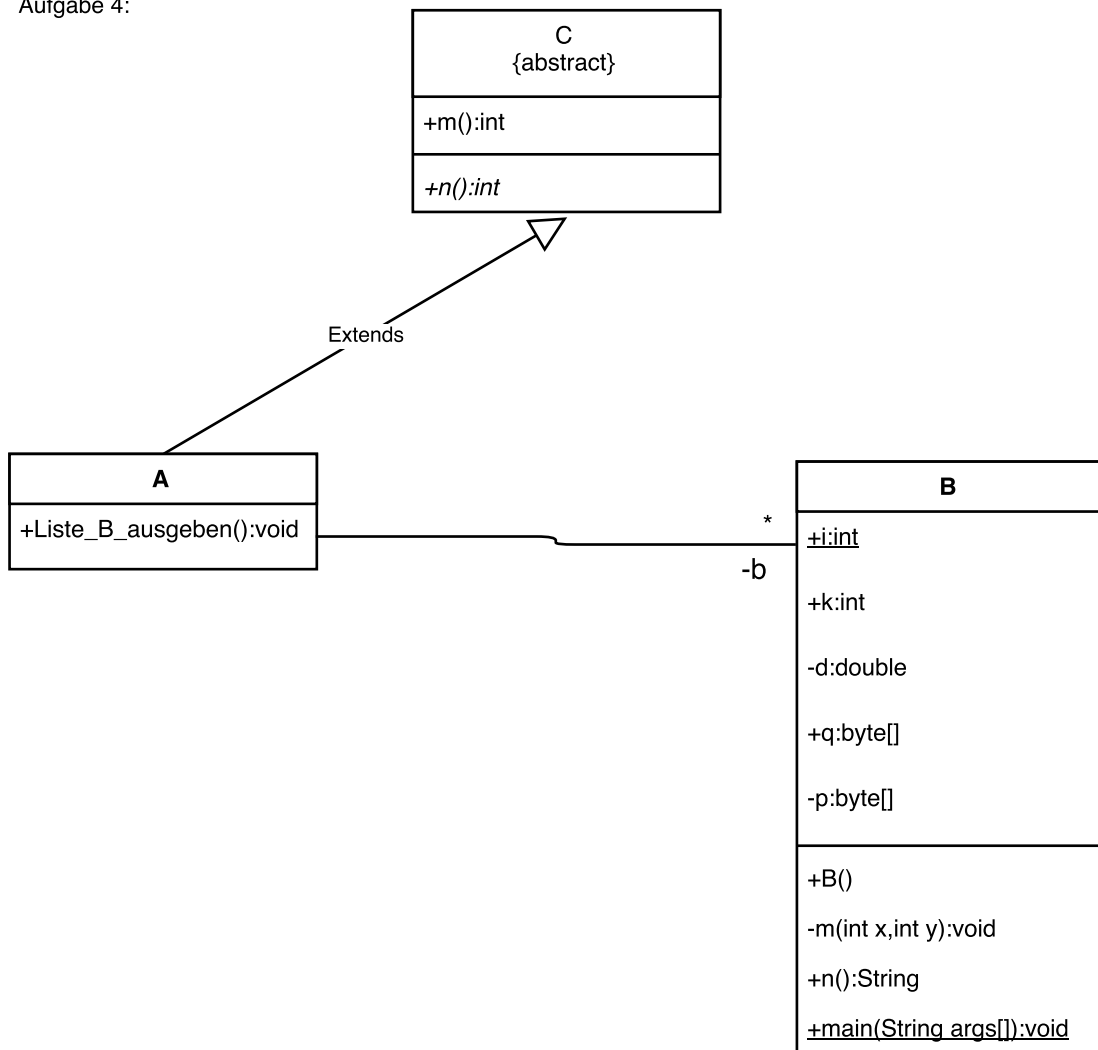 Aufgabe 4:
C
{abstract}
+m():int
+n():int
Extends
A
+Liste_B_ausgeben():void
*
-b
B
+i:int
+k:int
-d:double
+q:byte[]
-p:byte[]
+B()
-m(int x,int y):void
+n():String
+main(String args[]):void